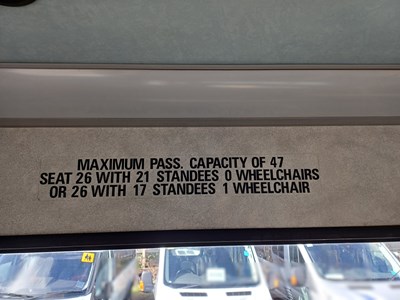 MAXIMUM PASS. CAPACITY OF 47
SEAT 26 WITH 21 STANDEES 0 WHEELCHAIRS
OR 26 WITH 17 STANDEES 1 WHEELCHAIR